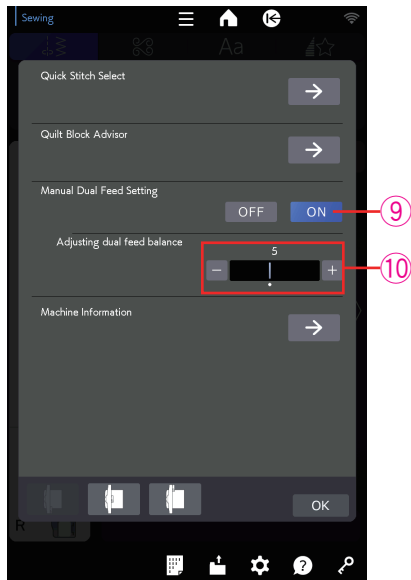 Sewing
Aa
Quick Stitch Select
Quilt Block Advisor
Manual Dual Feed Setting
OFF ON
9
Adjusting dual feed balance
5
− +
10
Machine Information
OK
R
?